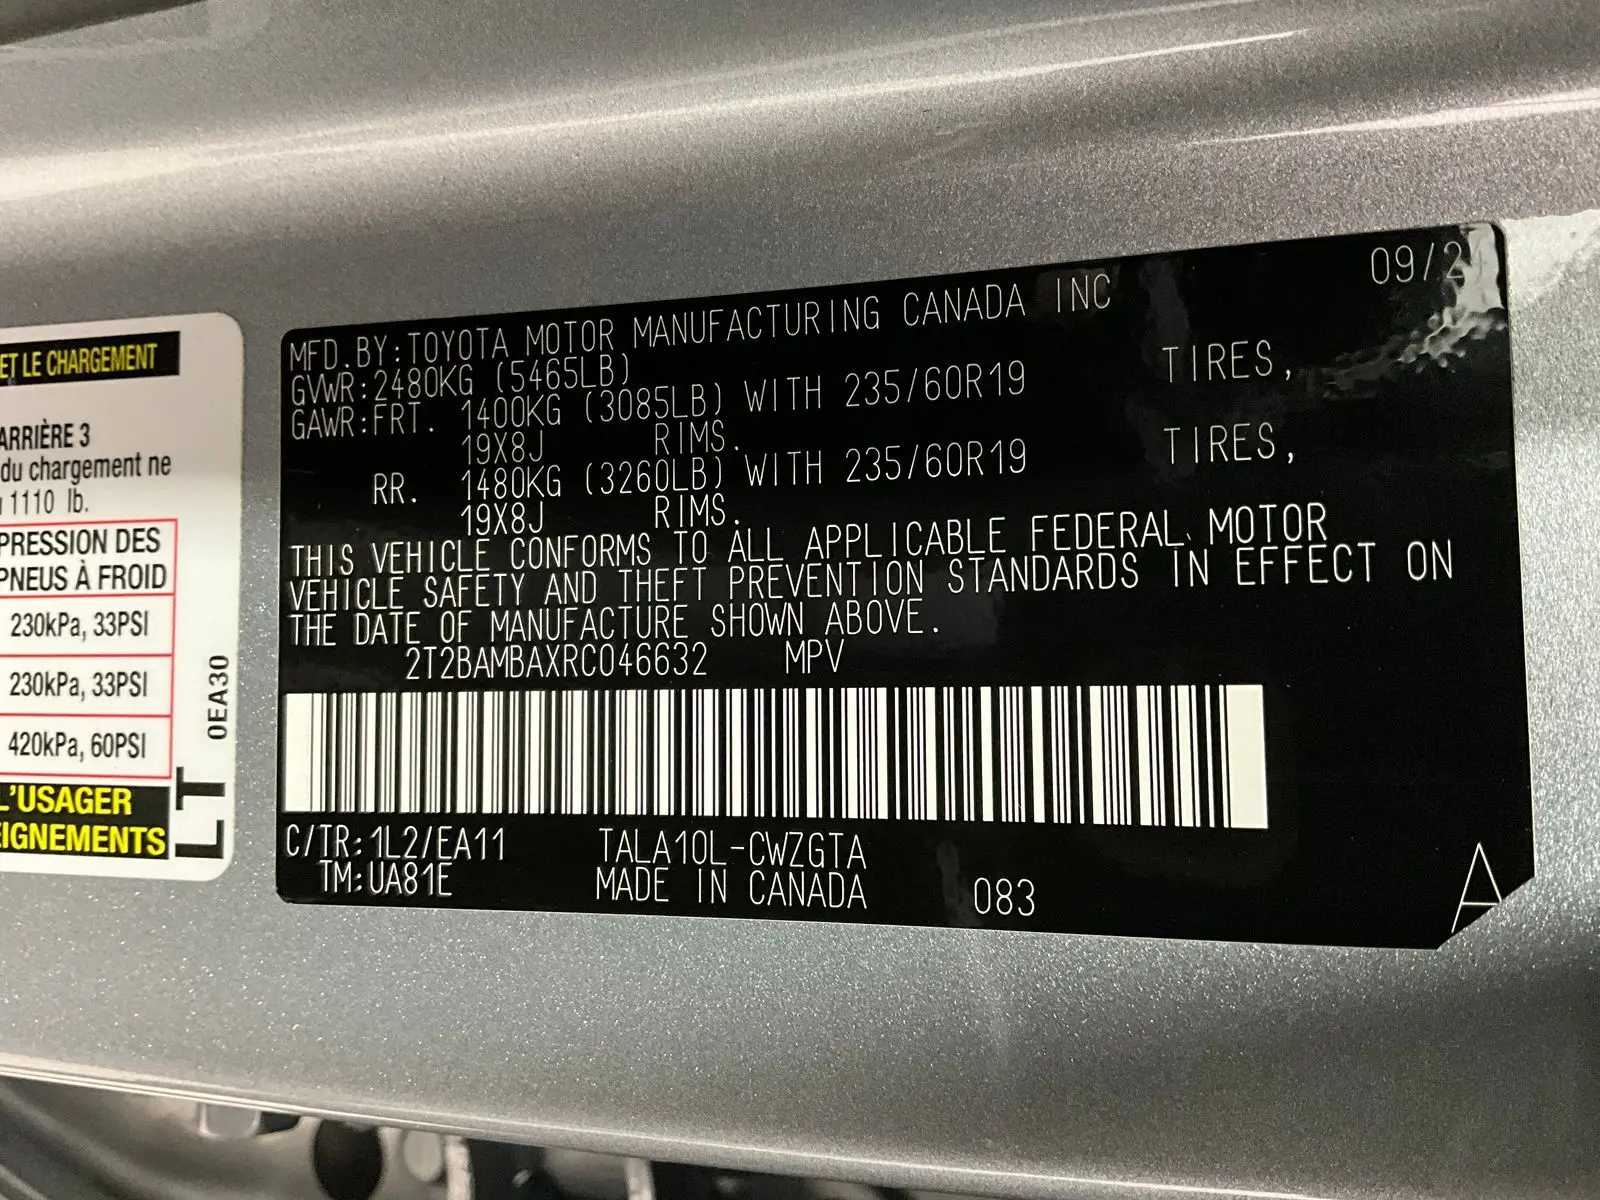 ET LE CHARGEMENT
ARRIÈRE 3
du chargement ne
1110 lb.
PRESSION DES
PNEUS À FROID
230kPa, 33PSI
230kPa, 33PSI
420kPa, 60PSI
L'USAGER
EIGNEMENTS
0EA30
LT
MFD.BY:TOYOTA MOTOR MANUFACTURING CANADA INC
GVWR:2480KG (5465LB)
GAWR:FRT. 1400KG (3085LB) WITH 235/60R19 TIRES,
19X8J RIMS.
RR. 1480KG (3260LB) WITH 235/60R19 TIRES,
19X8J RIMS.
THIS VEHICLE CONFORMS TO ALL APPLICABLE FEDERAL MOTOR
VEHICLE SAFETY AND THEFT PREVENTION STANDARDS IN EFFECT ON
THE DATE OF MANUFACTURE SHOWN ABOVE.
2T2BAMBAXRC046632 MPV
C/TR:1L2/EA11 TALA10L-CWZGTA
TM:UA81E MADE IN CANADA 083
A